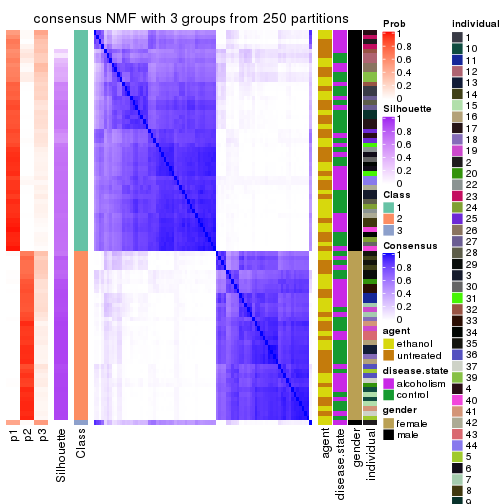 consensus NMF with 3 groups from 250 partitions
p1
p2
p3
Silhouette
Class
agent
disease.state
gender
individual
Prob
1
0.8
0.6
0.4
0.2
0
Silhouette
1
0.8
0.6
0.4
0.2
0
Class
1
2
3
Consensus
1
0.8
0.6
0.4
0.2
0
agent
ethanol
untreated
disease.state
alcoholism
control
gender
female
male
individual
1
10
11
12
13
14
15
16
17
18
19
2
20
22
23
24
25
26
27
28
29
3
30
31
32
33
34
35
36
37
39
4
40
41
42
43
44
5
6
7
8
9